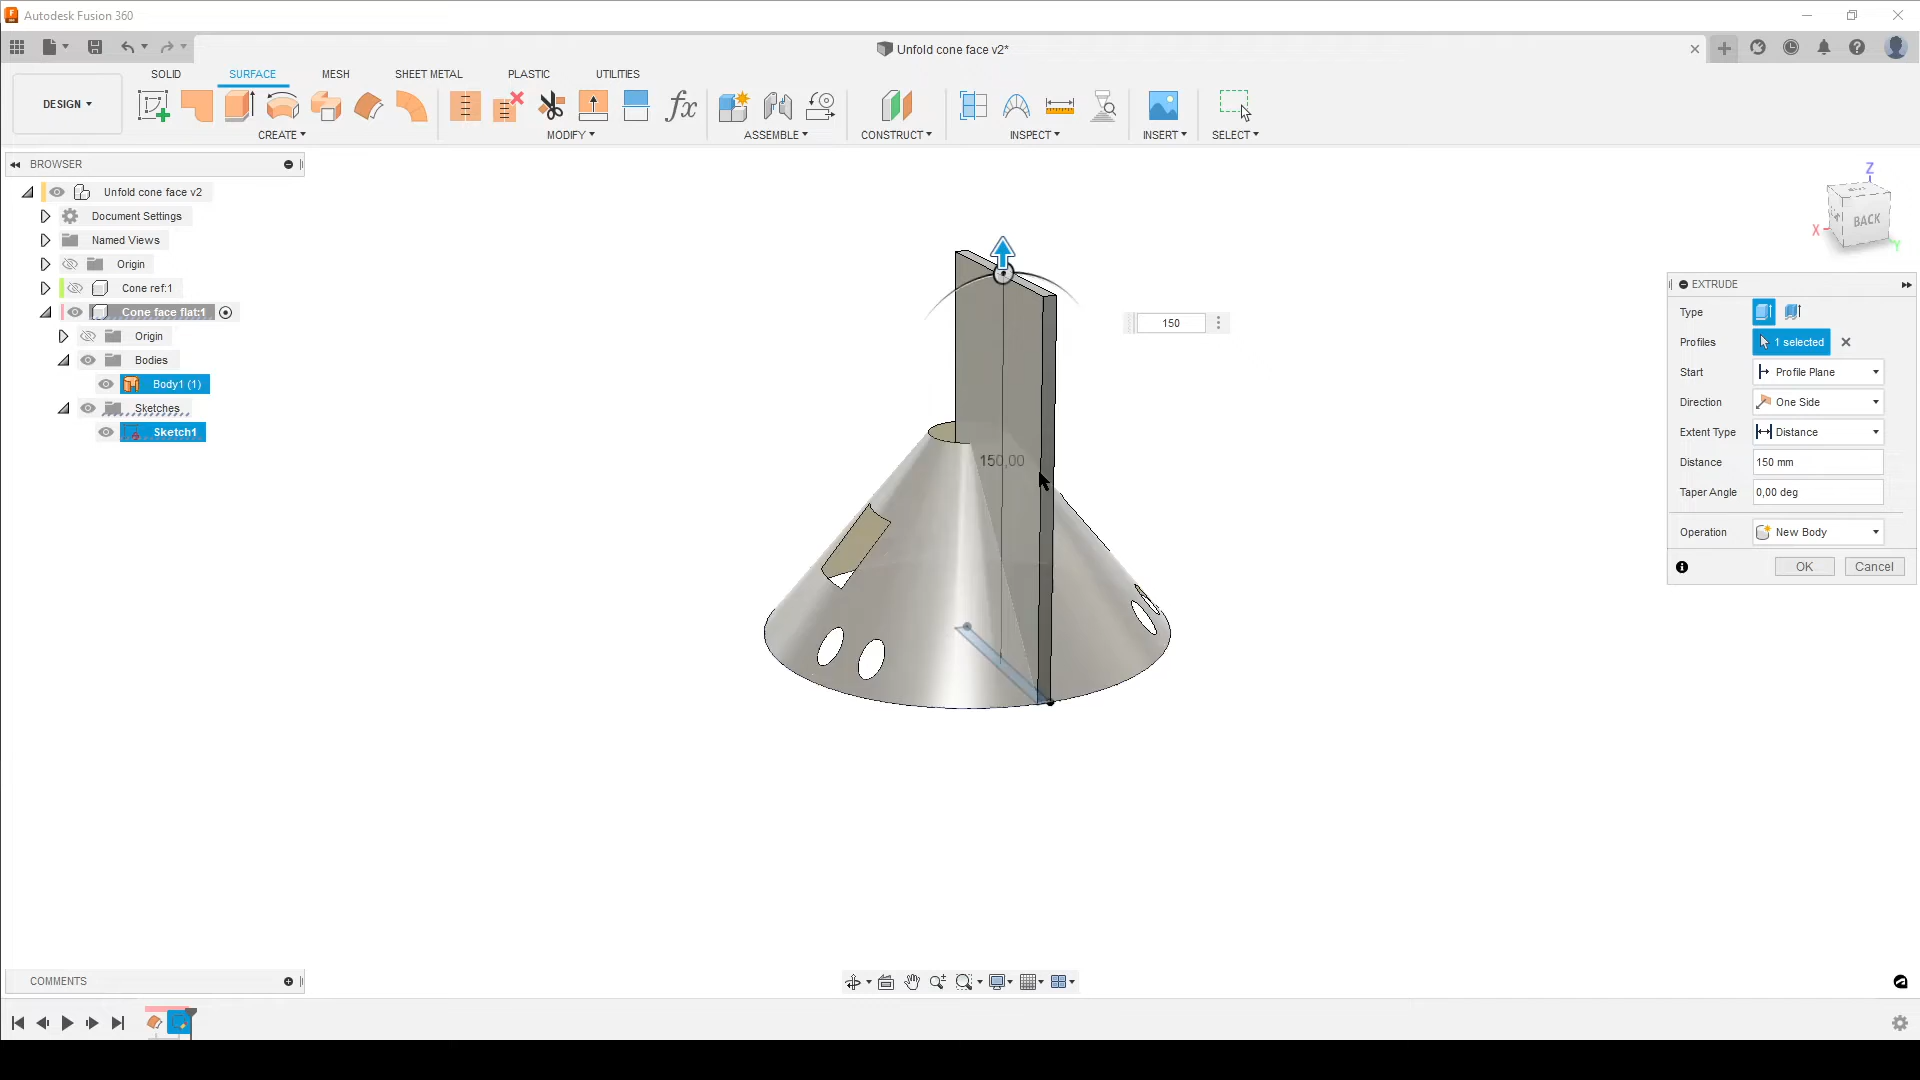 Autodesk Fusion 360
Unfold cone face v2*
SOLID
SURFACE
MESH
SHEET METAL
PLASTIC
UTILITIES
DESIGN
CREATE
MODIFY
ASSEMBLE
CONSTRUCT
INSPECT
INSERT
SELECT
BROWSER
Unfold cone face v2
Document Settings
Named Views
Origin
Cone ref:1
Cone face flat:1
Origin
Bodies
Body1 (1)
Sketches
Sketch1
Z
BACK
X
Y
150
150,00
EXTRUDE
Type
Profiles 1 selected
Start Profile Plane
Direction One Side
Extent Type Distance
Distance 150 mm
Taper Angle 0,00 deg
Operation New Body
OK Cancel
COMMENTS